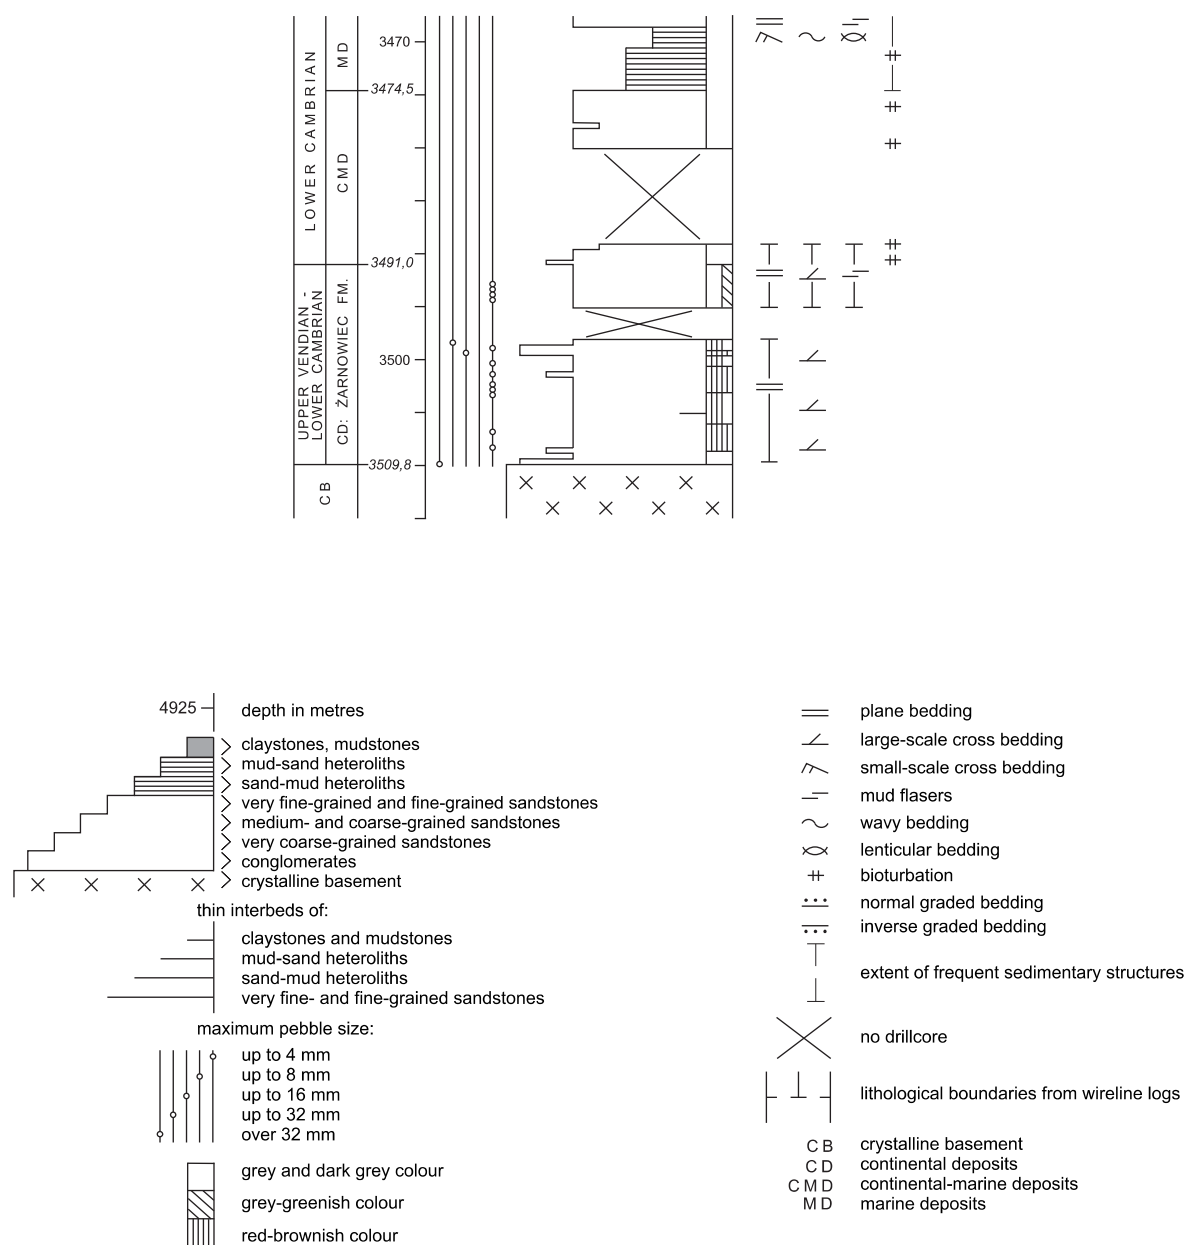 LOWER CAMBRIAN
MD
CMD
3470
3474,5
3491,0
UPPER VENDIAN -
LOWER CAMBRIAN
CD: ŻARNOWIEC FM.
3500
3509,8
CB
4925
depth in metres
claystones, mudstones
mud-sand heteroliths
sand-mud heteroliths
very fine-grained and fine-grained sandstones
medium- and coarse-grained sandstones
very coarse-grained sandstones
conglomerates
crystalline basement
thin interbeds of:
claystones and mudstones
mud-sand heteroliths
sand-mud heteroliths
very fine- and fine-grained sandstones
maximum pebble size:
up to 4 mm
up to 8 mm
up to 16 mm
up to 32 mm
over 32 mm
grey and dark grey colour
grey-greenish colour
red-brownish colour
plane bedding
large-scale cross bedding
small-scale cross bedding
mud flasers
wavy bedding
lenticular bedding
bioturbation
normal graded bedding
inverse graded bedding
extent of frequent sedimentary structures
no drillcore
lithological boundaries from wireline logs
CB crystalline basement
CD continental deposits
CMD continental-marine deposits
MD marine deposits